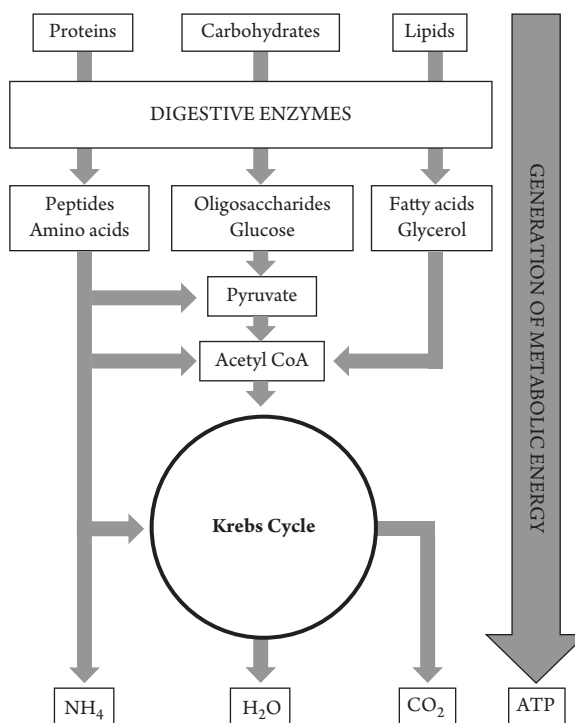 Proteins
Carbohydrates
Lipids
DIGESTIVE ENZYMES
Peptides
Amino acids
Oligosaccharides
Glucose
Fatty acids
Glycerol
Pyruvate
Acetyl CoA
Krebs Cycle
NH₄
H₂O
CO₂
ATP
GENERATION OF METABOLIC ENERGY